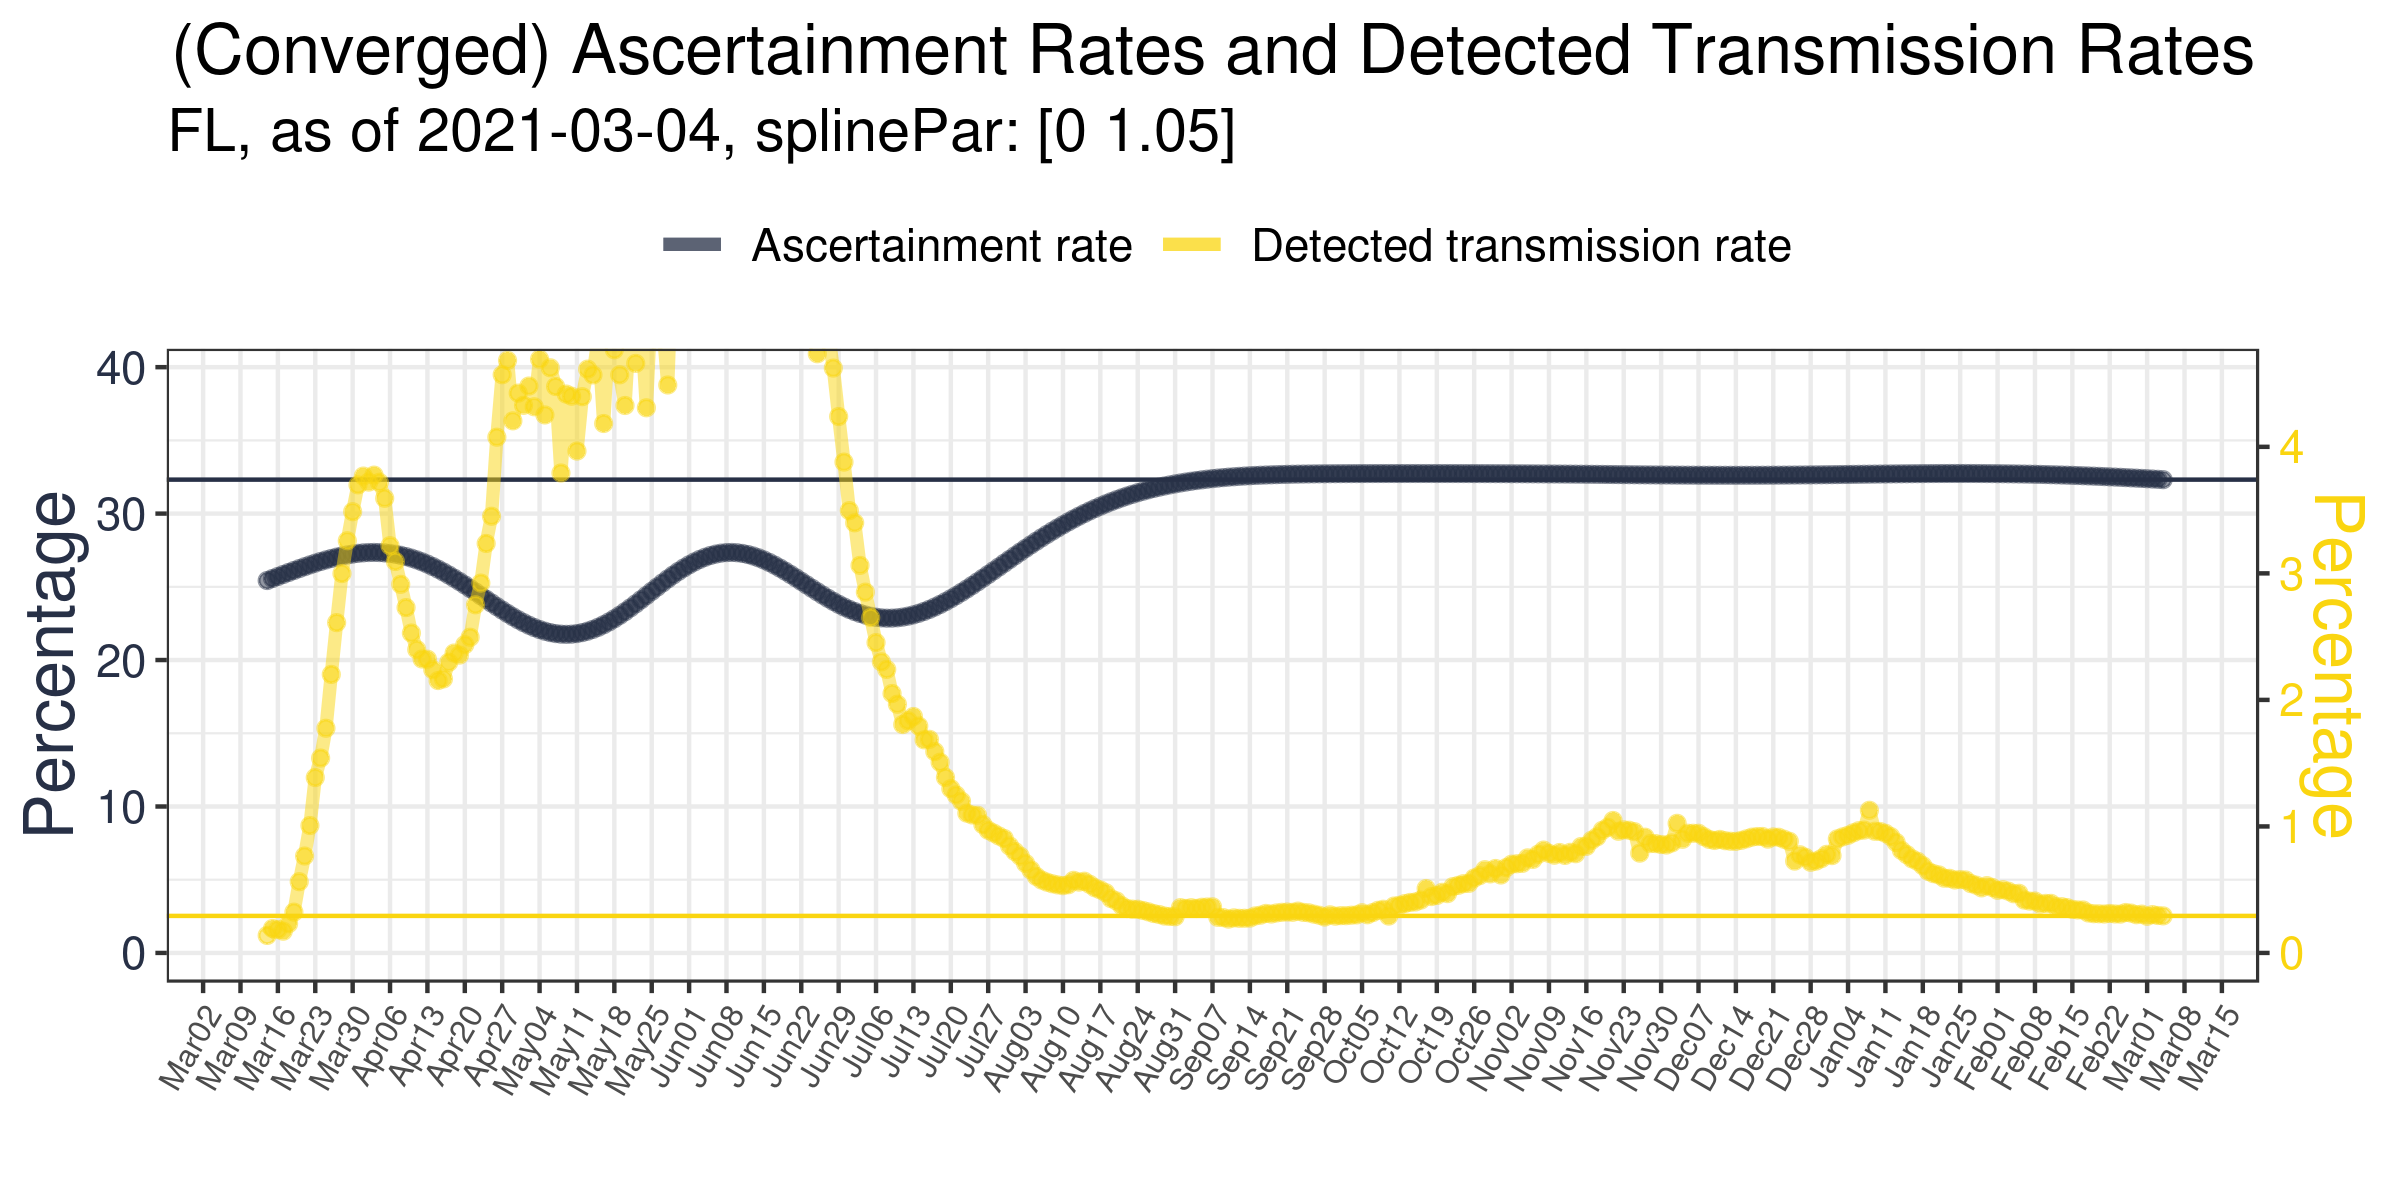 (Converged) Ascertainment Rates and Detected Transmission Rates
FL, as of 2021-03-04, splinePar: [0 1.05]
Ascertainment rate Detected transmission rate
Percentage
40
30
20
10
0
4
3
2
1
0
Percentage
Mar02 Mar09 Mar16 Mar23 Mar30 Apr06 Apr13 Apr20 Apr27 May04 May11 May18 May25 Jun01 Jun08 Jun15 Jun22 Jun29 Jul06 Jul13 Jul20 Jul27 Aug03 Aug10 Aug17 Aug24 Aug31 Sep07 Sep14 Sep21 Sep28 Oct05 Oct12 Oct19 Oct26 Nov02 Nov09 Nov16 Nov23 Nov30 Dec07 Dec14 Dec21 Dec28 Jan04 Jan11 Jan18 Jan25 Feb01 Feb08 Feb15 Feb22 Mar01 Mar08 Mar15